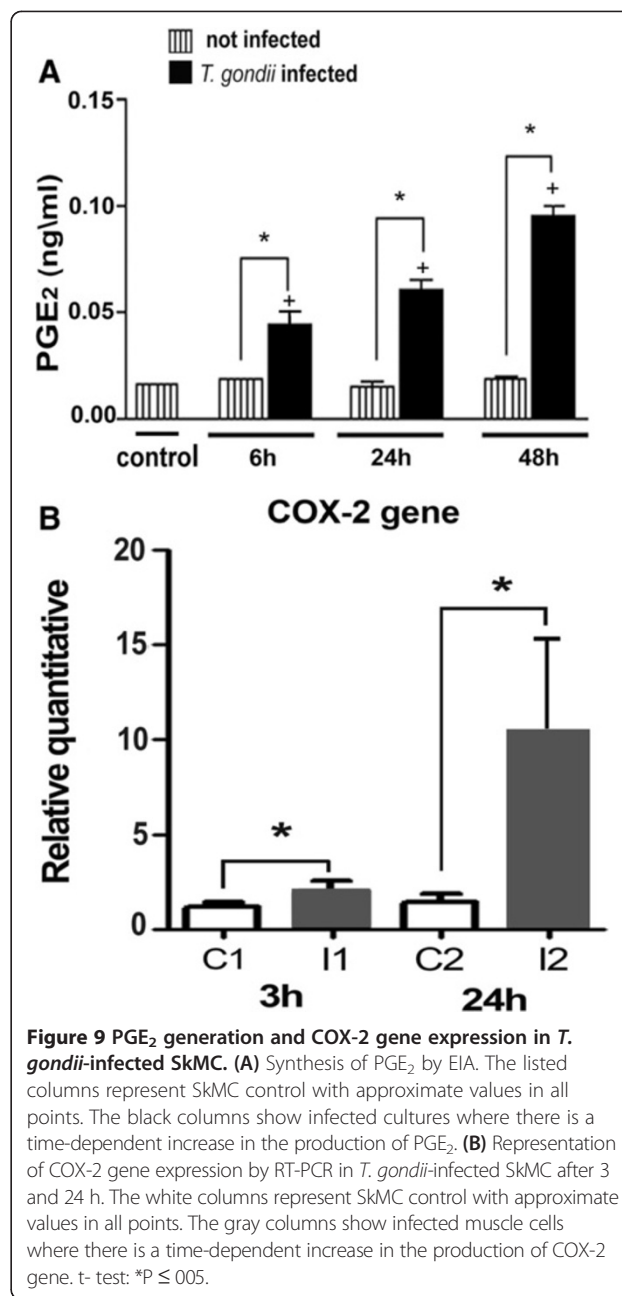 not infected
A
T. gondii infected
0.15
0.10
0.05
0.00
PGE2 (ng\ml)
*
+
*
+
*
+
control
6h
24h
48h
B
COX-2 gene
20
15
10
5
0
Relative quantitative
*
*
C1
I1
C2
I2
3h
24h
Figure 9 PGE2 generation and COX-2 gene expression in T.
gondii-infected SkMC. (A) Synthesis of PGE2 by EIA. The listed
columns represent SkMC control with approximate values in all
points. The black columns show infected cultures where there is a
time-dependent increase in the production of PGE2. (B) Representation
of COX-2 gene expression by RT-PCR in T. gondii-infected SkMC after 3
and 24 h. The white columns represent SkMC control with approximate
values in all points. The gray columns show infected muscle cells
where there is a time-dependent increase in the production of COX-2
gene. t- test: *P ≤ 005.